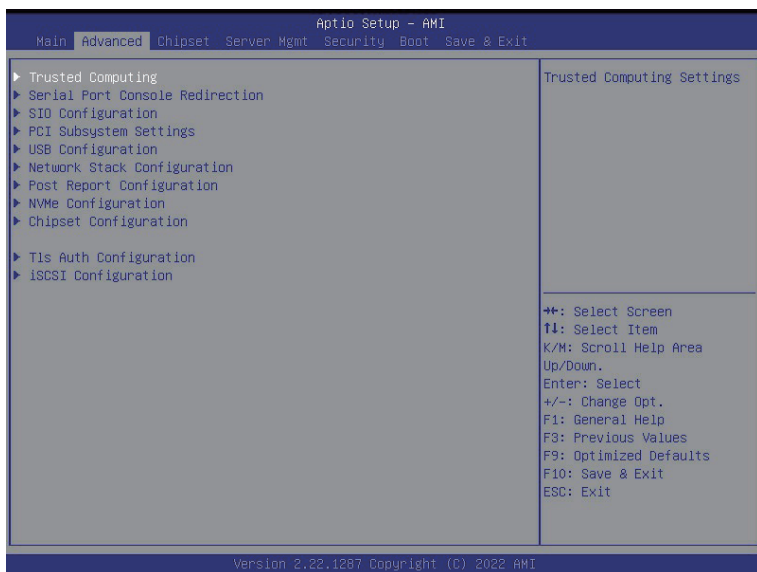 Aptio Setup – AMI
Main Advanced Chipset Server Mgmt Security Boot Save & Exit
Trusted Computing
Serial Port Console Redirection
SIO Configuration
PCI Subsystem Settings
USB Configuration
Network Stack Configuration
Post Report Configuration
NVMe Configuration
Chipset Configuration
Tls Auth Configuration
iSCSI Configuration
Trusted Computing Settings
→←: Select Screen
↑↓: Select Item
K/M: Scroll Help Area
Up/Down.
Enter: Select
+/-: Change Opt.
F1: General Help
F3: Previous Values
F9: Optimized Defaults
F10: Save & Exit
ESC: Exit
Version 2.22.1287 Copyright (C) 2022 AMI